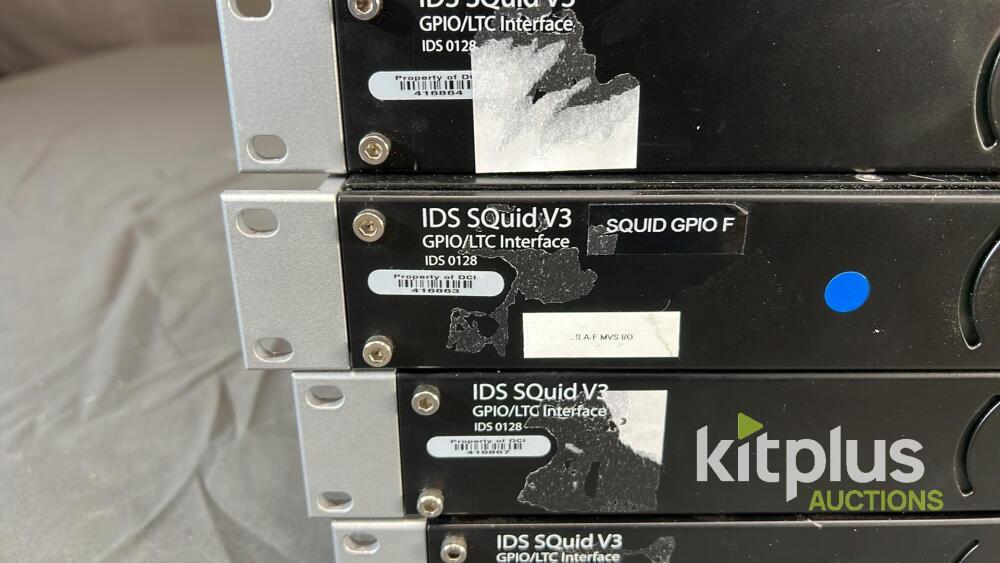 IDS SQuid V3
GPIO/LTC Interface
IDS 0128
Property of DCI
416864
IDS SQuid V3
GPIO/LTC Interface
IDS 0128
SQUID GPIO F
Property of DCI
416863
A-F MVS I/O
IDS SQuid V3
GPIO/LTC Interface
IDS 0128
Property of DCI
416867
kitplus
AUCTIONS
IDS SQuid V3
GPIO/LTC Interface